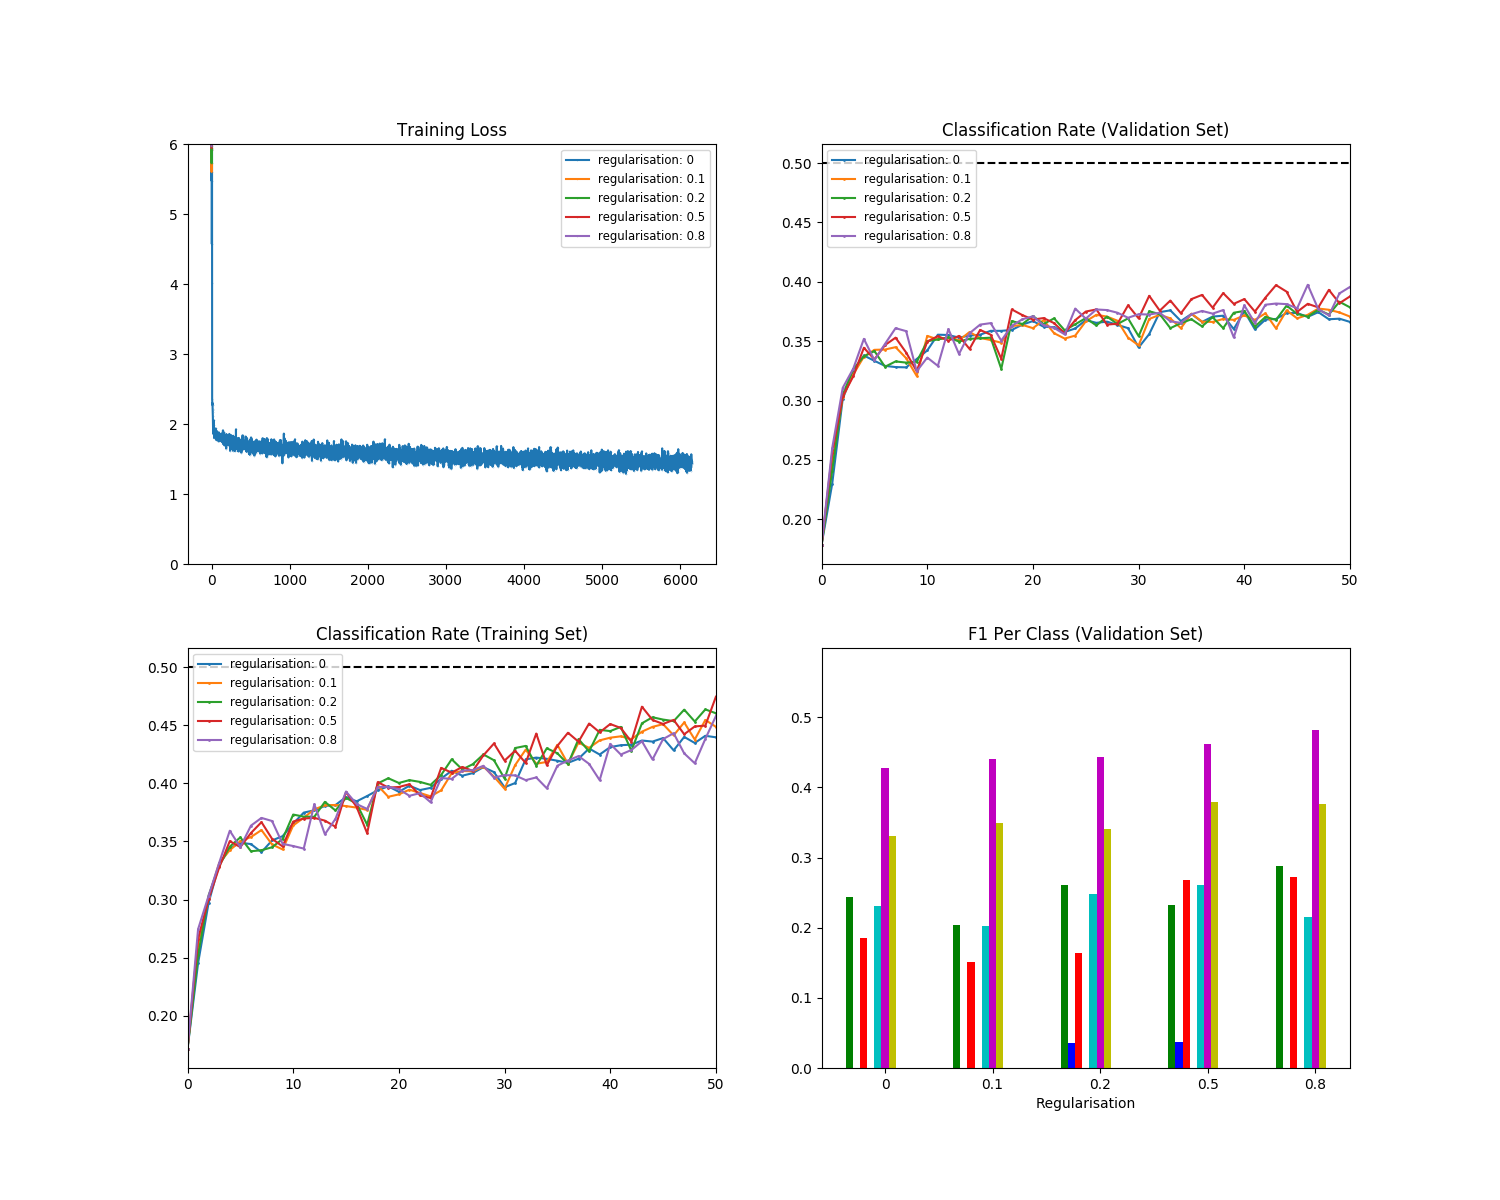 Training Loss
6
5
4
3
2
1
0
0 1000 2000 3000 4000 5000 6000
regularisation: 0
regularisation: 0.1
regularisation: 0.2
regularisation: 0.5
regularisation: 0.8
Classification Rate (Validation Set)
0.50
0.45
0.40
0.35
0.30
0.25
0.20
0 10 20 30 40 50
regularisation: 0
regularisation: 0.1
regularisation: 0.2
regularisation: 0.5
regularisation: 0.8
Classification Rate (Training Set)
0.50
0.45
0.40
0.35
0.30
0.25
0.20
0 10 20 30 40 50
regularisation: 0
regularisation: 0.1
regularisation: 0.2
regularisation: 0.5
regularisation: 0.8
F1 Per Class (Validation Set)
0.5
0.4
0.3
0.2
0.1
0.0
0 0.1 0.2 0.5 0.8
Regularisation